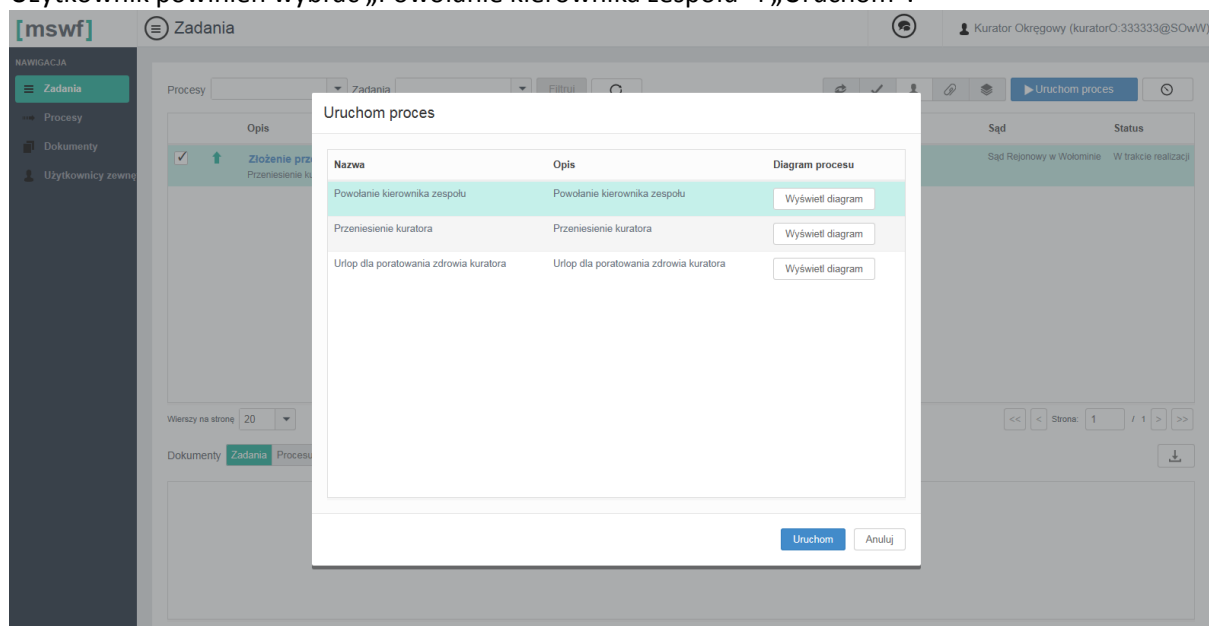 Użytkownik powinien wybrać „Powołanie kierownika zespołu" i „Uruchom".
[mswf]
Zadania
Kurator Okręgowy (kuratorO:333333@SOwW)
NAWIGACJA
Zadania
Procesy
Dokumenty
Użytkownicy zewnę
Procesy
Zadania
Filtruj
Uruchom proces
Opis
Sąd
Status
Złożenie prze
Przeniesienie ku
Sąd Rejonowy w Wołominie
W trakcie realizacji
Uruchom proces
Nazwa
Opis
Diagram procesu
Powołanie kierownika zespołu
Powołanie kierownika zespołu
Wyświetl diagram
Przeniesienie kuratora
Przeniesienie kuratora
Wyświetl diagram
Urlop dla poratowania zdrowia kuratora
Urlop dla poratowania zdrowia kuratora
Wyświetl diagram
Wierszy na stronę 20
<< < Strona: 1 / 1 > >>
Dokumenty Zadania Procesu
Uruchom
Anuluj